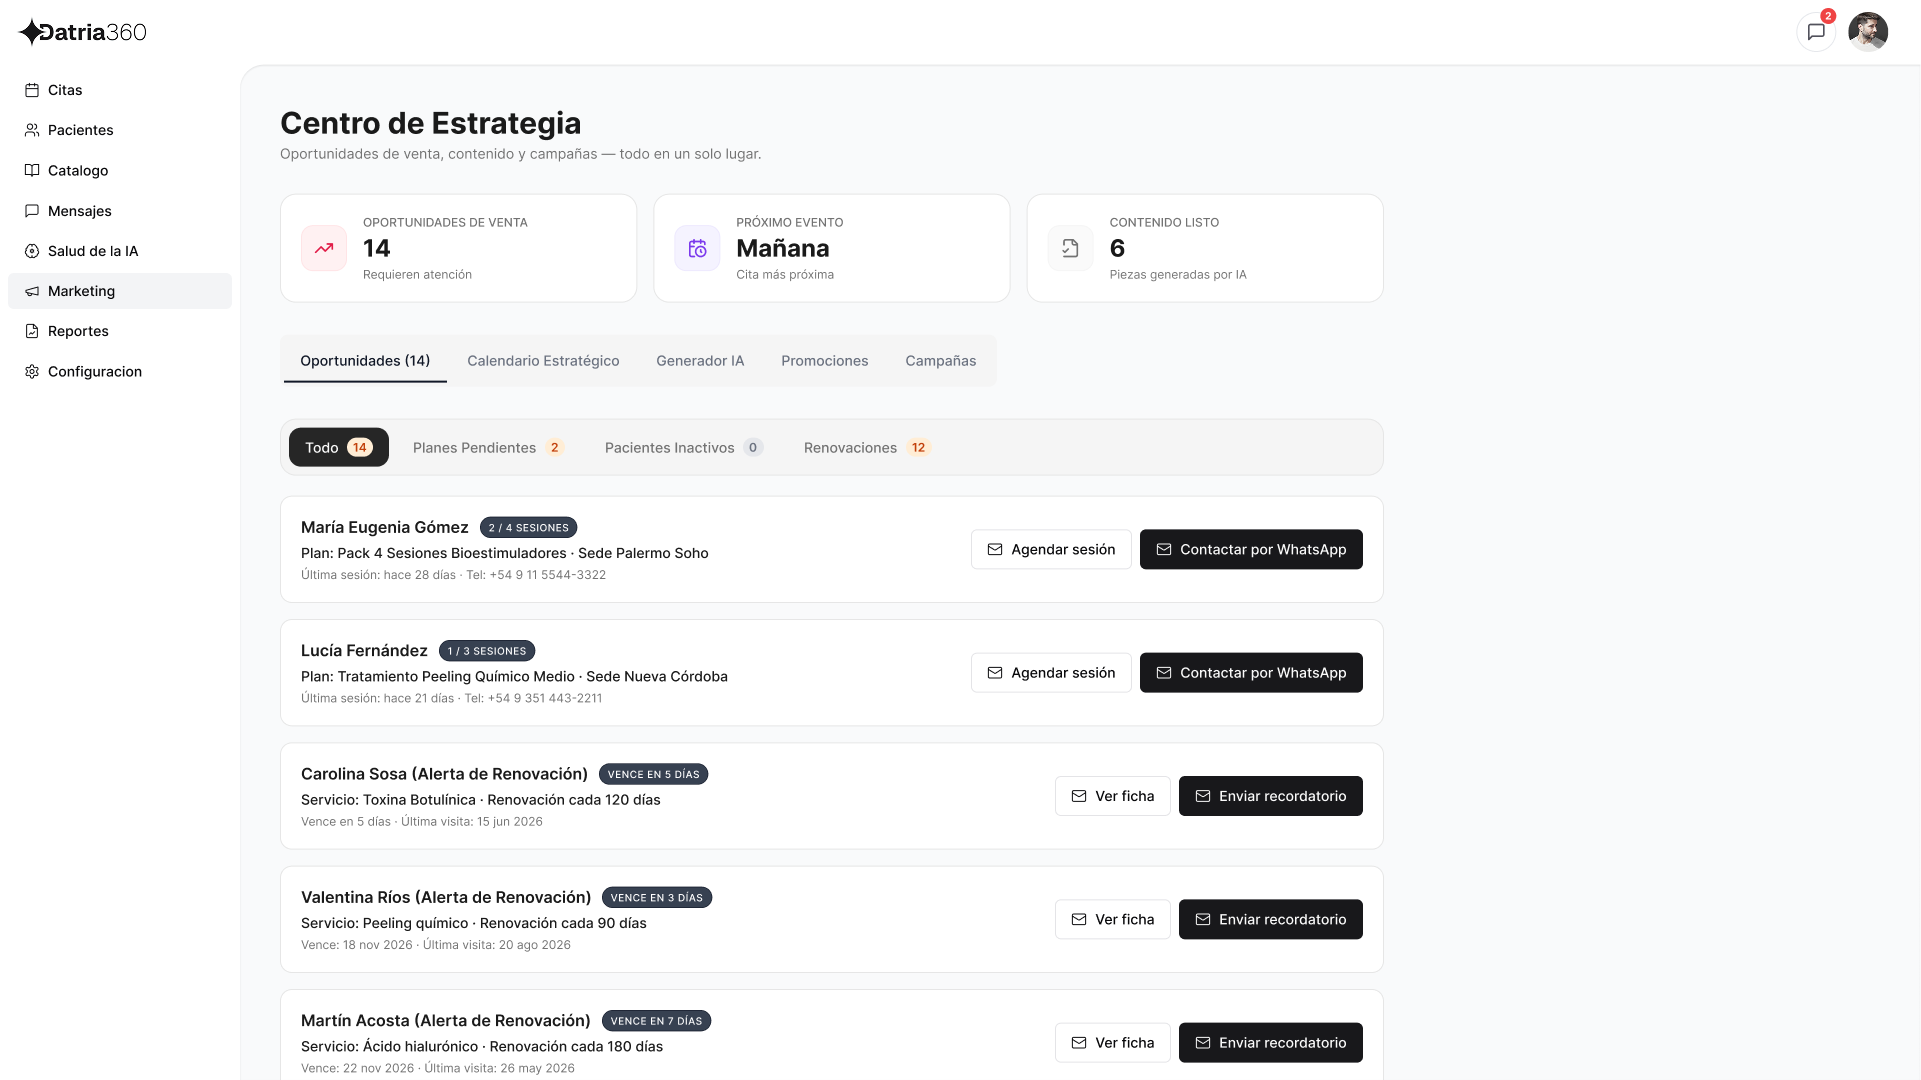 Datria360
2
Citas
Pacientes
Catalogo
Mensajes
Salud de la IA
Marketing
Reportes
Configuracion
Centro de Estrategia
Oportunidades de venta, contenido y campañas — todo en un solo lugar.
OPORTUNIDADES DE VENTA
14
Requieren atención
PRÓXIMO EVENTO
Mañana
Cita más próxima
CONTENIDO LISTO
6
Piezas generadas por IA
Oportunidades (14) Calendario Estratégico Generador IA Promociones Campañas
Todo 14 Planes Pendientes 2 Pacientes Inactivos 0 Renovaciones 12
María Eugenia Gómez 2 / 4 SESIONES
Plan: Pack 4 Sesiones Bioestimuladores · Sede Palermo Soho
Última sesión: hace 28 días · Tel: +54 9 11 5544-3322
Agendar sesión Contactar por WhatsApp
Lucía Fernández 1 / 3 SESIONES
Plan: Tratamiento Peeling Químico Medio · Sede Nueva Córdoba
Última sesión: hace 21 días · Tel: +54 9 351 443-2211
Agendar sesión Contactar por WhatsApp
Carolina Sosa (Alerta de Renovación) VENCE EN 5 DÍAS
Servicio: Toxina Botulínica · Renovación cada 120 días
Vence en 5 días · Última visita: 15 jun 2026
Ver ficha Enviar recordatorio
Valentina Ríos (Alerta de Renovación) VENCE EN 3 DÍAS
Servicio: Peeling químico · Renovación cada 90 días
Vence: 18 nov 2026 · Última visita: 20 ago 2026
Ver ficha Enviar recordatorio
Martín Acosta (Alerta de Renovación) VENCE EN 7 DÍAS
Servicio: Ácido hialurónico · Renovación cada 180 días
Vence: 22 nov 2026 · Última visita: 26 may 2026
Ver ficha Enviar recordatorio